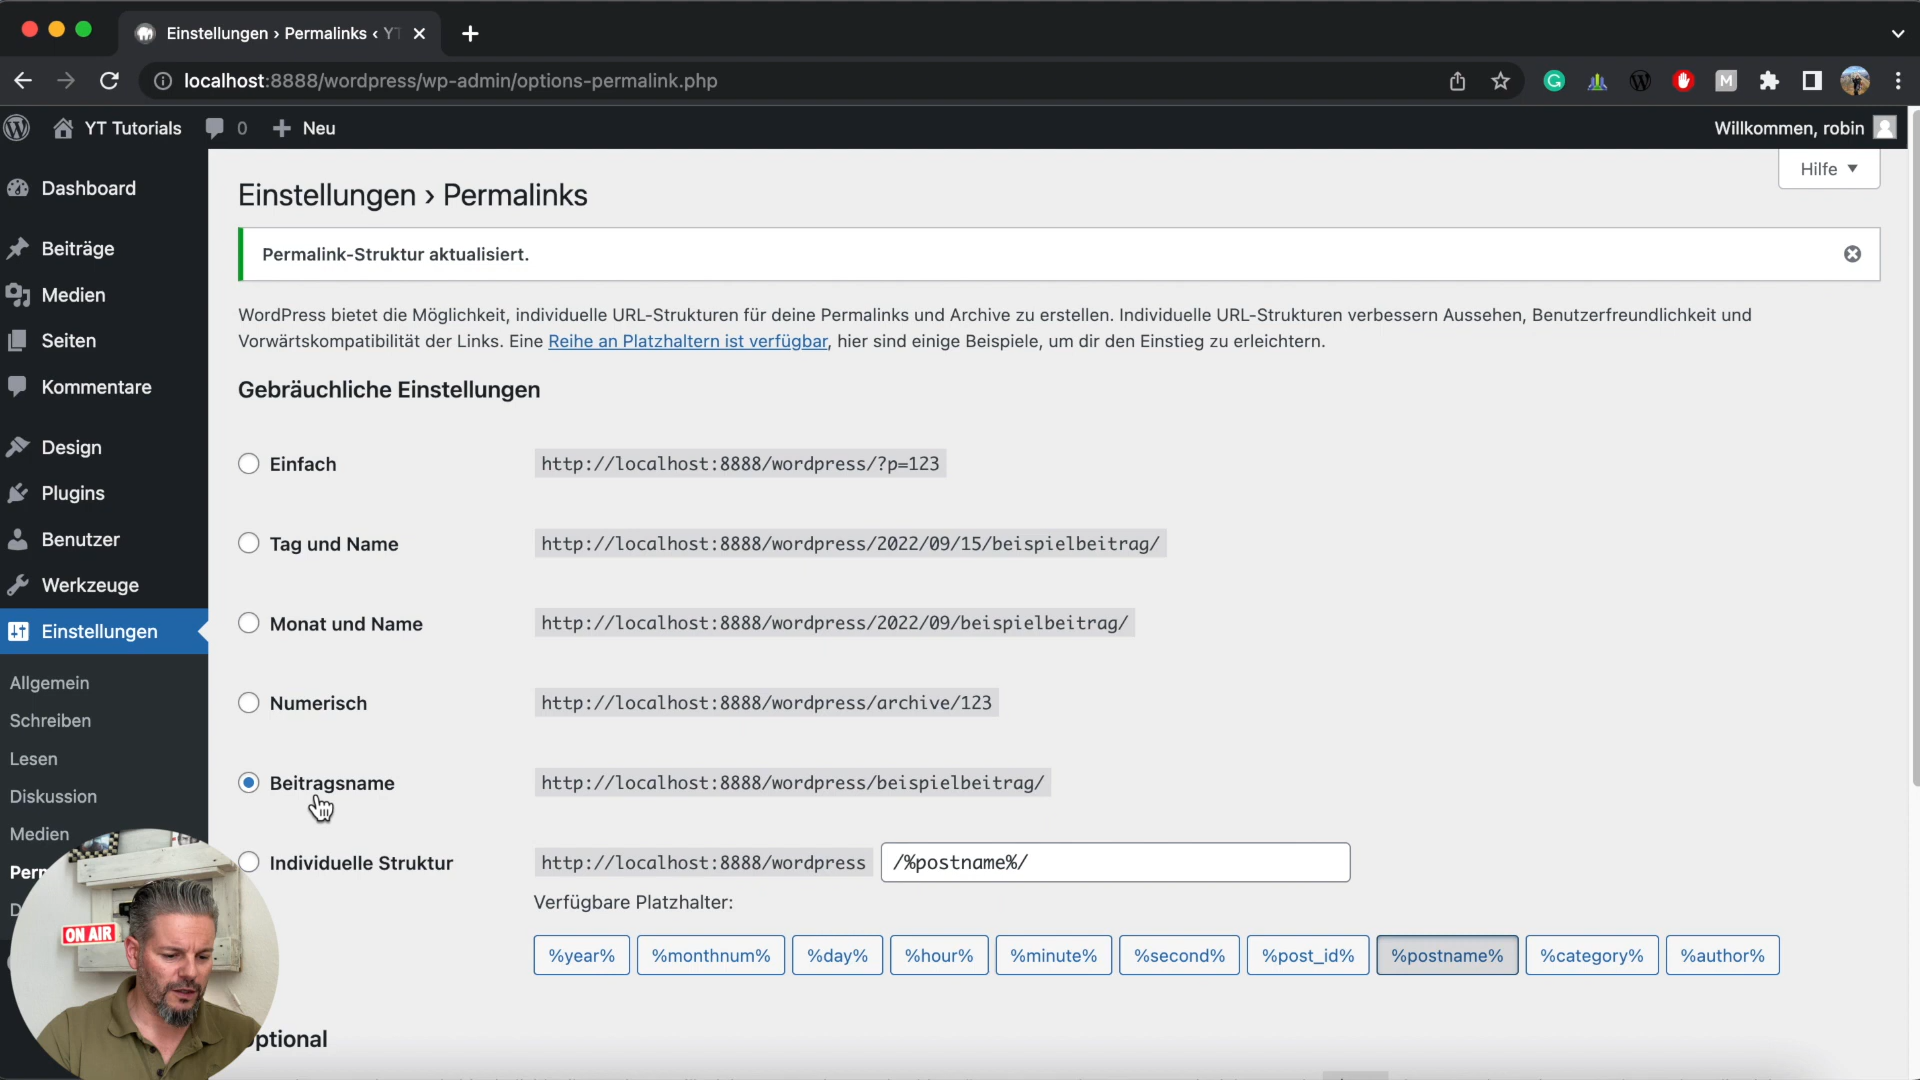 Einstellungen › Permalinks ‹ YT
localhost:8888/wordpress/wp-admin/options-permalink.php
YT Tutorials
0
Neu
Willkommen, robin
Hilfe
Dashboard
Beiträge
Medien
Seiten
Kommentare
Design
Plugins
Benutzer
Werkzeuge
Einstellungen
Allgemein
Schreiben
Lesen
Diskussion
Medien
Einstellungen › Permalinks
Permalink-Struktur aktualisiert.
WordPress bietet die Möglichkeit, individuelle URL-Strukturen für deine Permalinks und Archive zu erstellen. Individuelle URL-Strukturen verbessern Aussehen, Benutzerfreundlichkeit und
Vorwärtskompatibilität der Links. Eine Reihe an Platzhaltern ist verfügbar, hier sind einige Beispiele, um dir den Einstieg zu erleichtern.
Gebräuchliche Einstellungen
Einfach http://localhost:8888/wordpress/?p=123
Tag und Name http://localhost:8888/wordpress/2022/09/15/beispielbeitrag/
Monat und Name http://localhost:8888/wordpress/2022/09/beispielbeitrag/
Numerisch http://localhost:8888/wordpress/archive/123
Beitragsname http://localhost:8888/wordpress/beispielbeitrag/
Individuelle Struktur http://localhost:8888/wordpress /%postname%/
Verfügbare Platzhalter:
%year% %monthnum% %day% %hour% %minute% %second% %post_id% %postname% %category% %author%
ON AIR